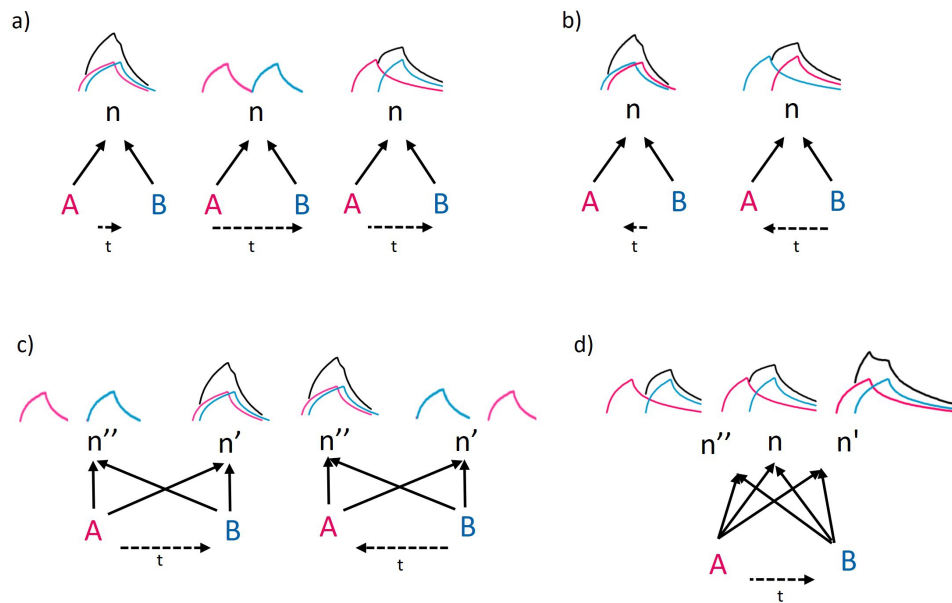 a)
b)
n n n n n
A B A B A B A B A B
t t t t t
c)
d)
n'' n' n'' n' n'' n n'
A B A B A B
t t t